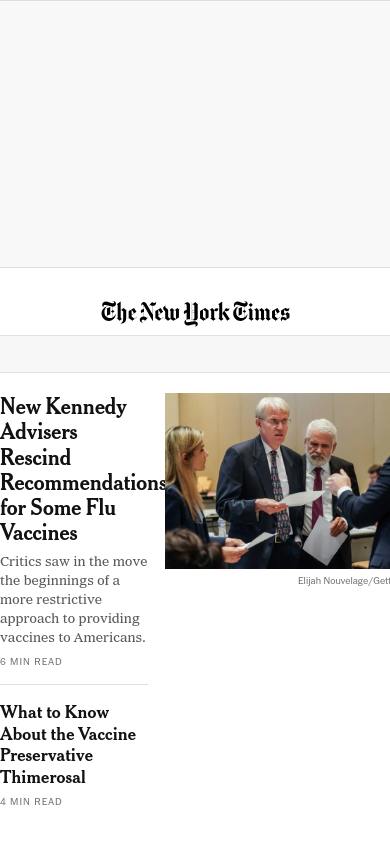 The New York Times
New Kennedy
Advisers
Rescind
Recommendations
for Some Flu
Vaccines
Critics saw in the move
the beginnings of a
more restrictive
approach to providing
vaccines to Americans.
6 MIN READ
Elijah Nouvelage/Gett
What to Know
About the Vaccine
Preservative
Thimerosal
4 MIN READ